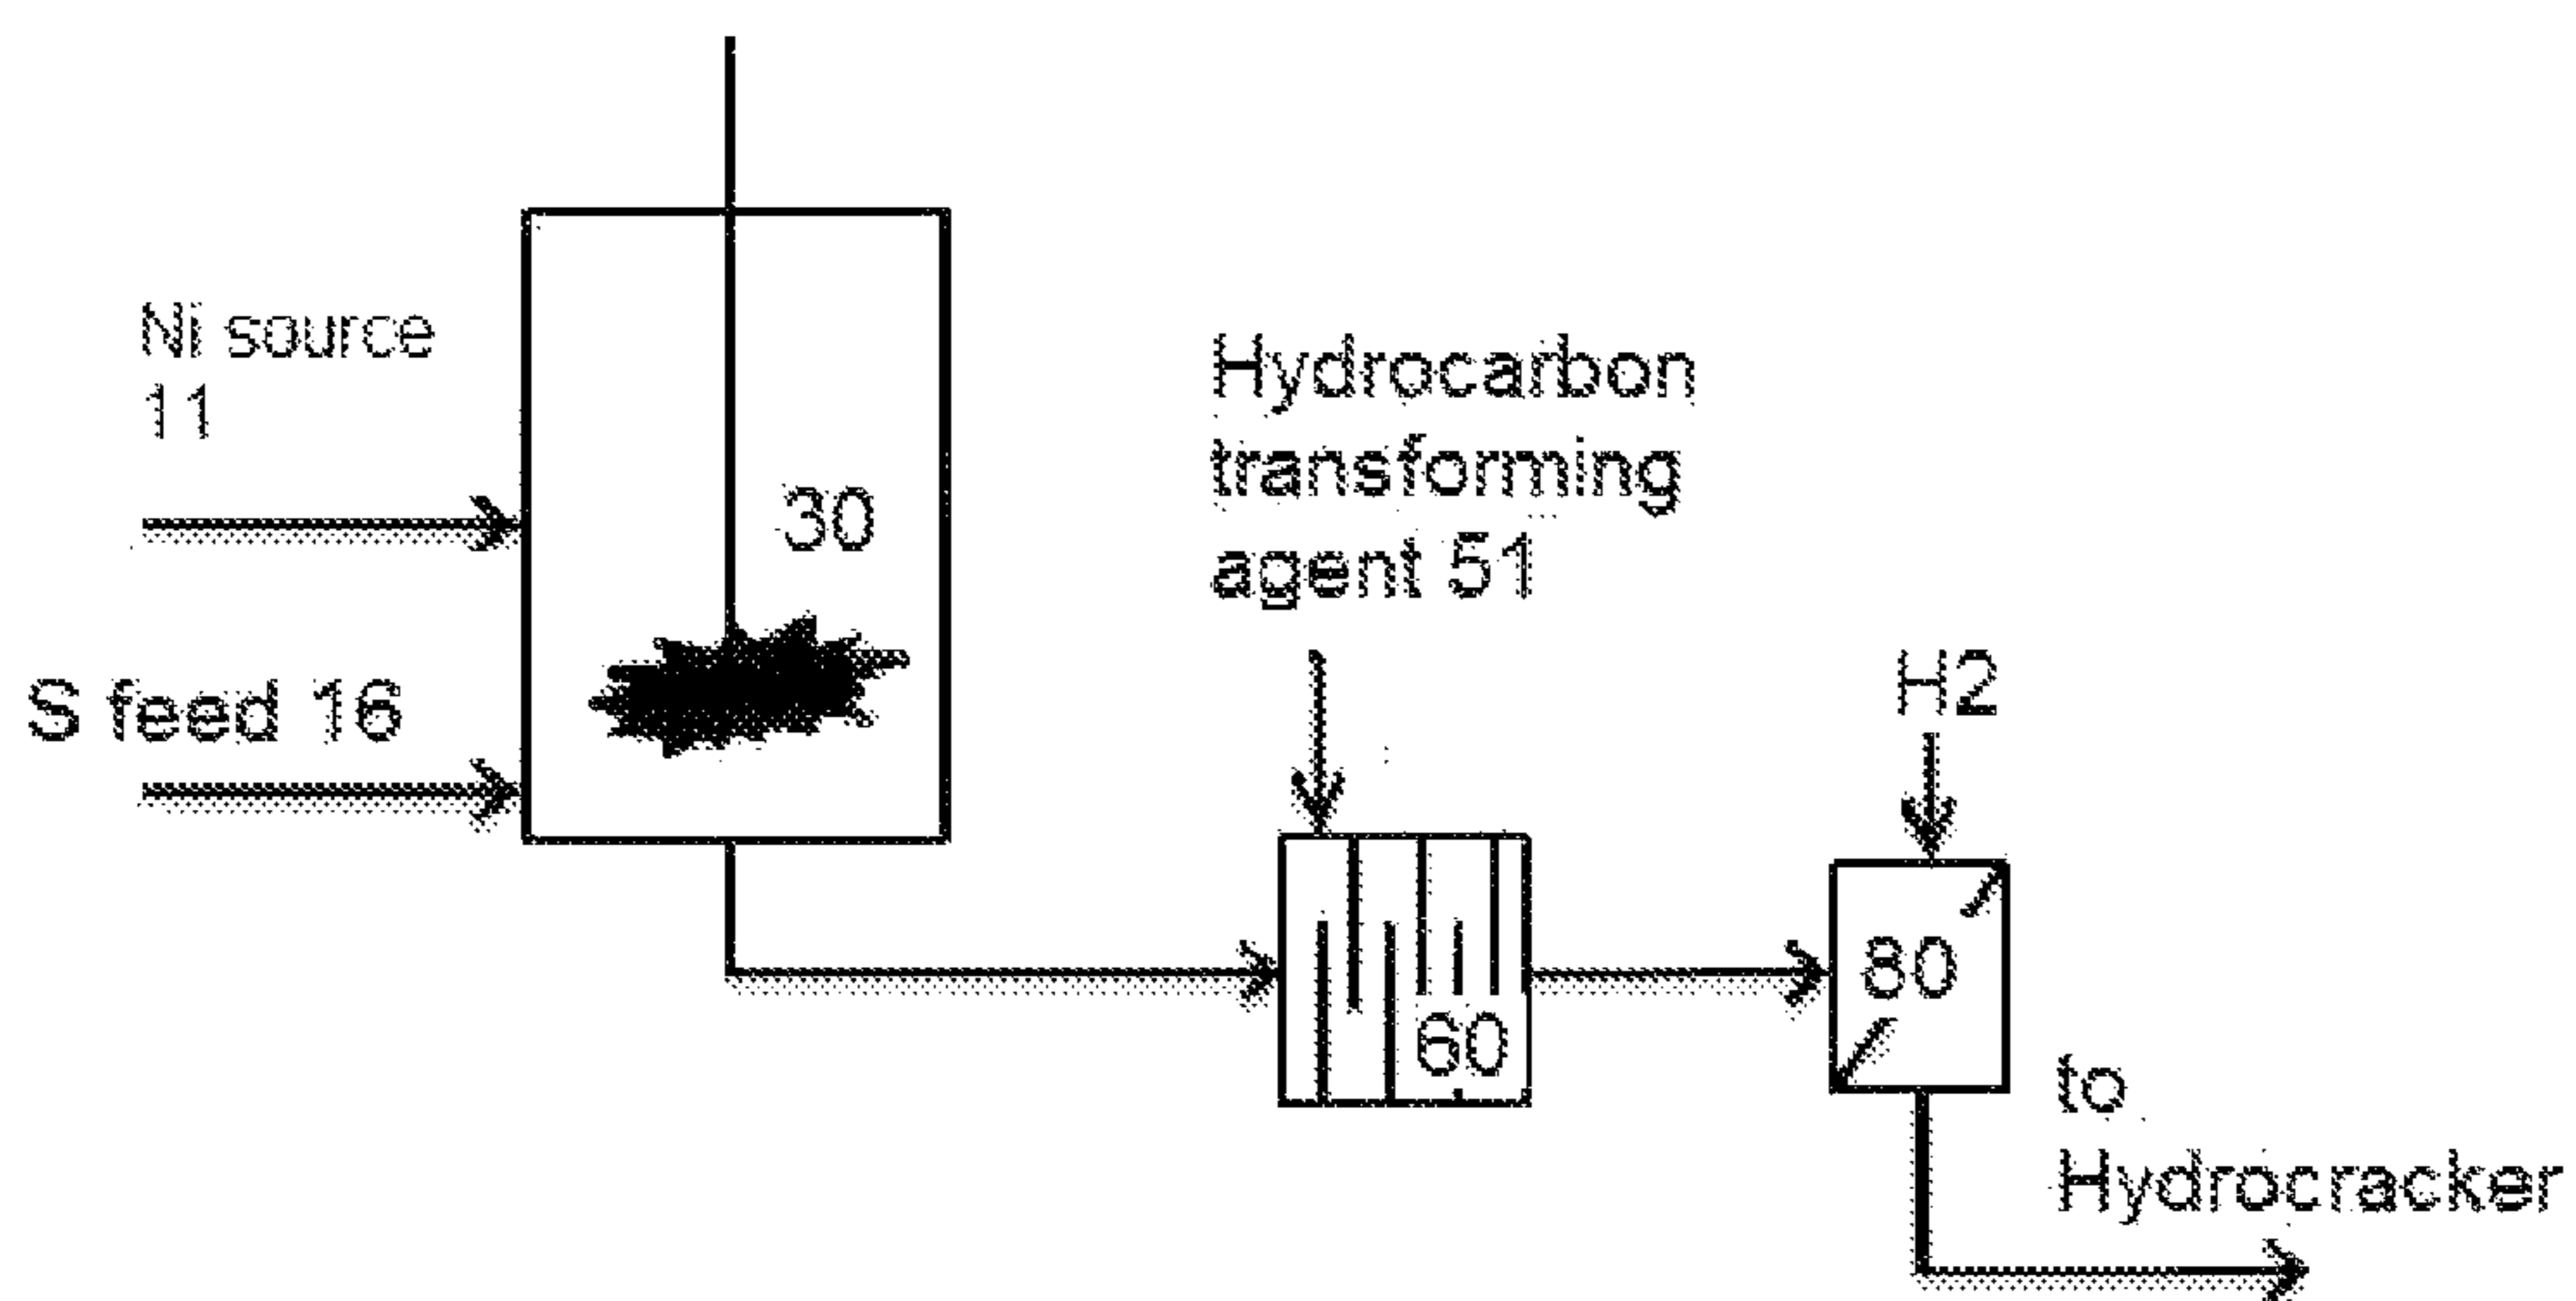 Ni source
11
30
S feed 16
Hydrocarbon
transforming
agent 51
H2
60
80
to
Hydrocracker